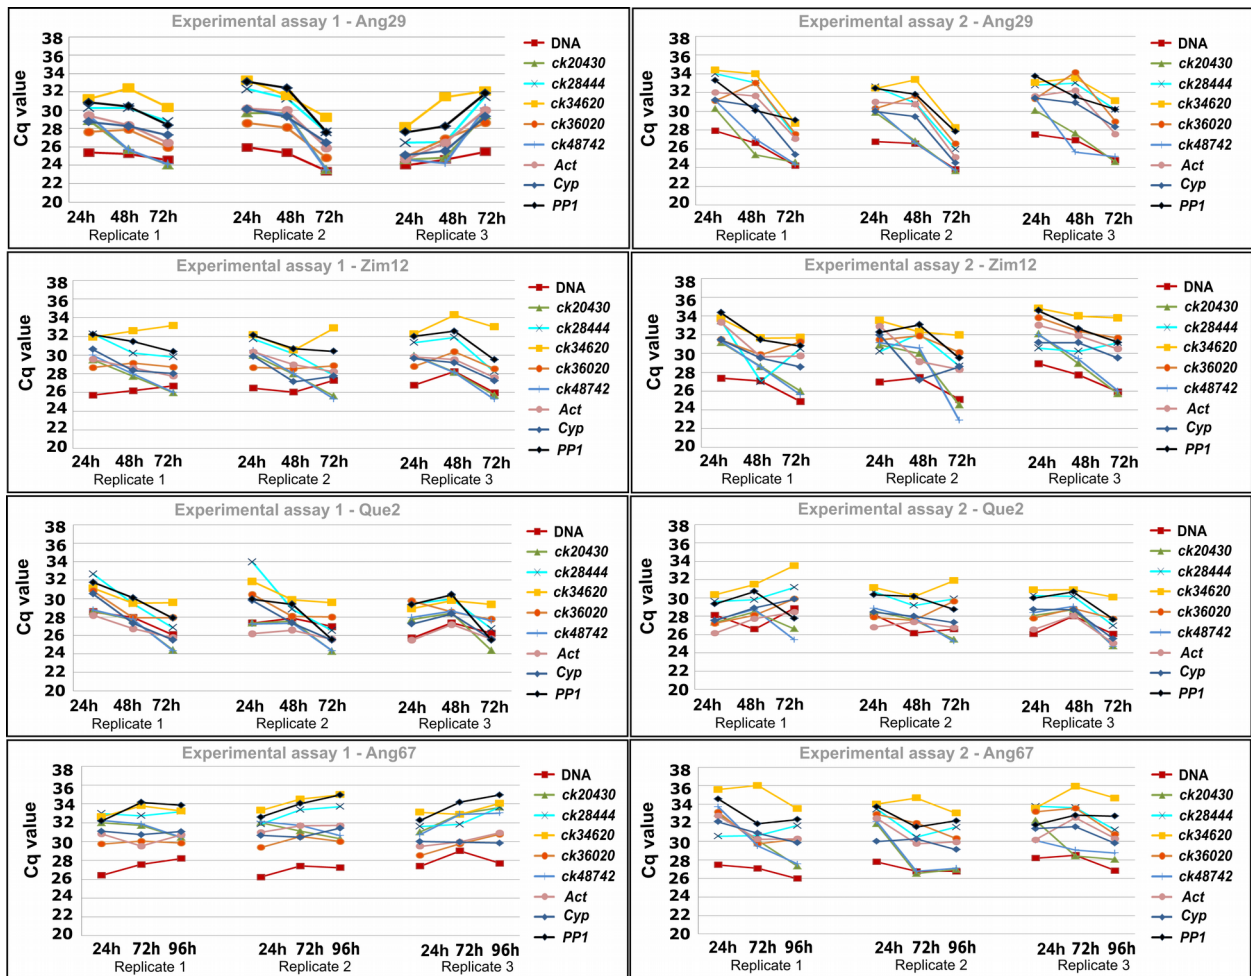 Experimental assay 1 - Ang29
Cq value
38
36
34
32
30
28
26
24
22
20
24h 48h 72h
24h 48h 72h
24h 48h 72h
Replicate 1
Replicate 2
Replicate 3
DNA
ck20430
ck28444
ck34620
ck36020
ck48742
Act
Cyp
PP1
Experimental assay 2 - Ang29
Cq value
38
36
34
32
30
28
26
24
22
20
24h 48h 72h
24h 48h 72h
24h 48h 72h
Replicate 1
Replicate 2
Replicate 3
DNA
ck20430
ck28444
ck34620
ck36020
ck48742
Act
Cyp
PP1
Experimental assay 1 - Zim12
Cq value
38
36
34
32
30
28
26
24
22
20
24h 48h 72h
24h 48h 72h
24h 48h 72h
Replicate 1
Replicate 2
Replicate 3
DNA
ck20430
ck28444
ck34620
ck36020
ck48742
Act
Cyp
PP1
Experimental assay 2 - Zim12
Cq value
38
36
34
32
30
28
26
24
22
20
24h 48h 72h
24h 48h 72h
24h 48h 72h
Replicate 1
Replicate 2
Replicate 3
DNA
ck20430
ck28444
ck34620
ck36020
ck48742
Act
Cyp
PP1
Experimental assay 1 - Que2
Cq value
38
36
34
32
30
28
26
24
22
20
24h 48h 72h
24h 48h 72h
24h 48h 72h
Replicate 1
Replicate 2
Replicate 3
DNA
ck20430
ck28444
ck34620
ck36020
ck48742
Act
Cyp
PP1
Experimental assay 2 - Que2
Cq value
38
36
34
32
30
28
26
24
22
20
24h 48h 72h
24h 48h 72h
24h 48h 72h
Replicate 1
Replicate 2
Replicate 3
DNA
ck20430
ck28444
ck34620
ck36020
ck48742
Act
Cyp
PP1
Experimental assay 1 - Ang67
Cq value
38
36
34
32
30
28
26
24
22
20
24h 72h 96h
24h 72h 96h
24h 72h 96h
Replicate 1
Replicate 2
Replicate 3
DNA
ck20430
ck28444
ck34620
ck36020
ck48742
Act
Cyp
PP1
Experimental assay 2 - Ang67
Cq value
38
36
34
32
30
28
26
24
22
20
24h 72h 96h
24h 72h 96h
24h 72h 96h
Replicate 1
Replicate 2
Replicate 3
DNA
ck20430
ck28444
ck34620
ck36020
ck48742
Act
Cyp
PP1